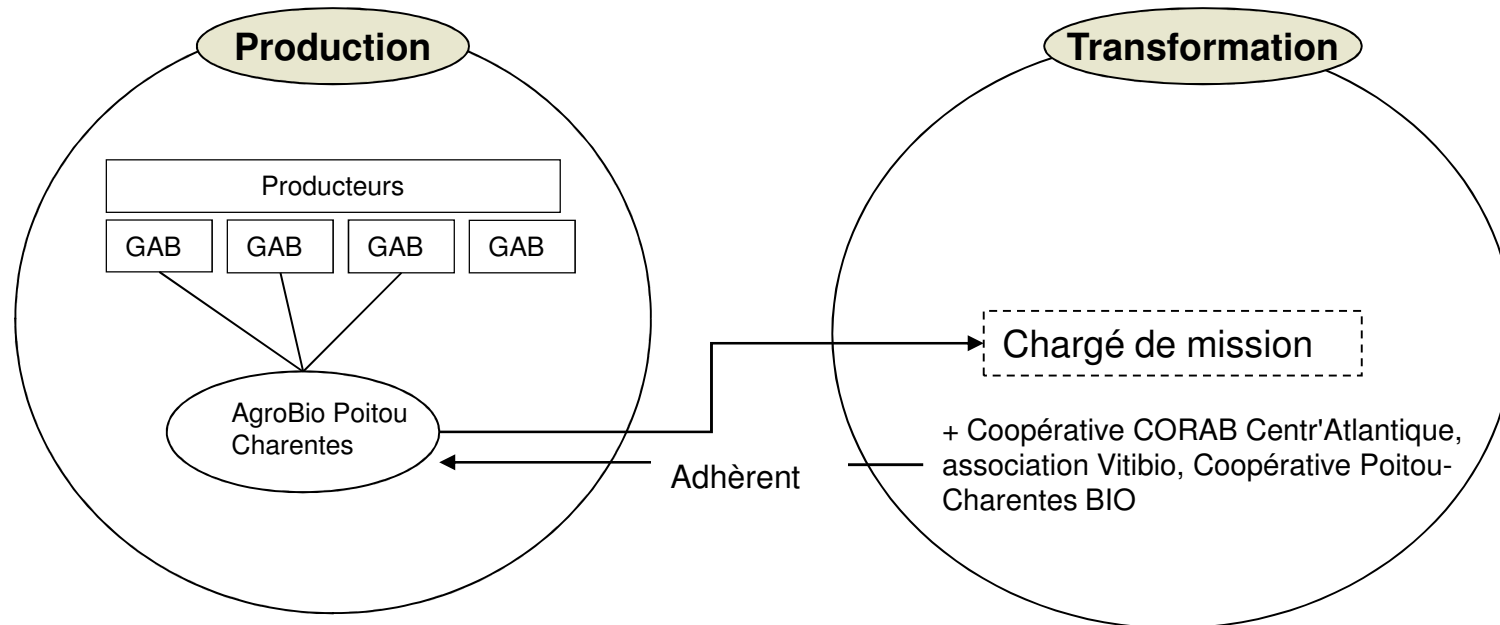 Production
Transformation
Producteurs
GAB
GAB
GAB
GAB
AgroBio Poitou
Charentes
Chargé de mission
Adhèrent
+ Coopérative CORAB Centr'Atlantique,
association Vitibio, Coopérative Poitou-
Charentes BIO